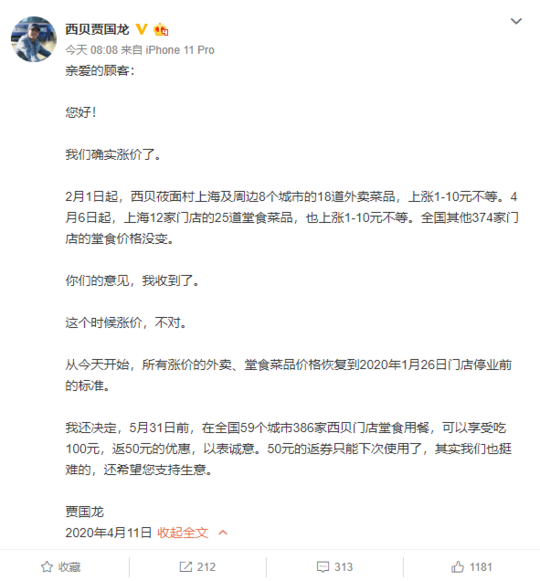 西贝贾国龙
今天 08:08 来自 iPhone 11 Pro
亲爱的顾客：
您好！
我们确实涨价了。
2月1日起，西贝莜面村上海及周边8个城市的18道外卖菜品，上涨1-10元不等。4
月6日起，上海12家门店的25道堂食菜品，也上涨1-10元不等。全国其他374家门
店的堂食价格没变。
你们的意见，我收到了。
这个时候涨价，不对。
从今天开始，所有涨价的外卖、堂食菜品价格恢复到2020年1月26日门店停业前
的标准。
我还决定，5月31日前，在全国59个城市386家西贝门店堂食用餐，可以享受吃
100元，返50元的优惠，以表诚意。50元的返券只能下次使用了，其实我们也挺
难的，还希望您支持生意。
贾国龙
2020年4月11日 收起全文
收藏 212 313 1181